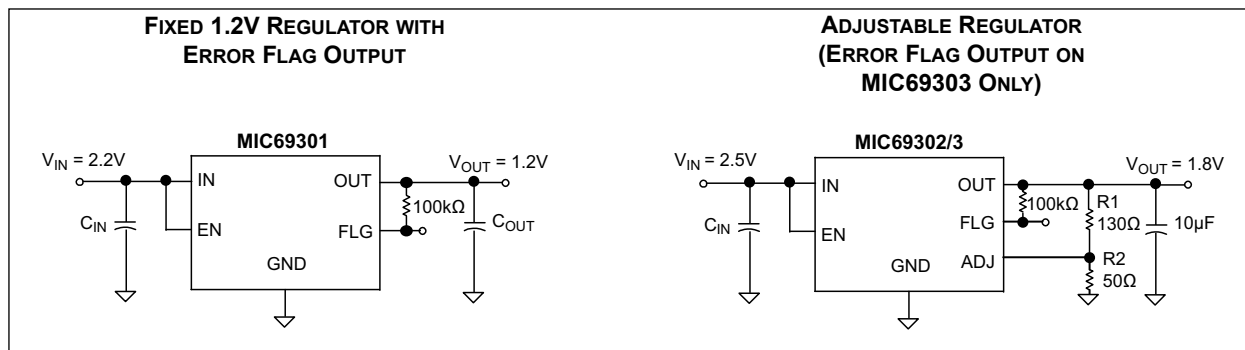 FIXED 1.2V REGULATOR WITH
ERROR FLAG OUTPUT
MIC69301
VIN = 2.2V
VOUT = 1.2V
IN
OUT
100kΩ
CIN
COUT
EN
FLG
GND
ADJUSTABLE REGULATOR
(ERROR FLAG OUTPUT ON
MIC69303 ONLY)
MIC69302/3
VIN = 2.5V
VOUT = 1.8V
IN
OUT
100kΩ
R1
130Ω
10µF
CIN
EN
FLG
GND
ADJ
R2
50Ω